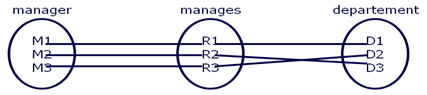 manager manages departement
M1 R1 D1
M2 R2 D2
M3 R3 D3